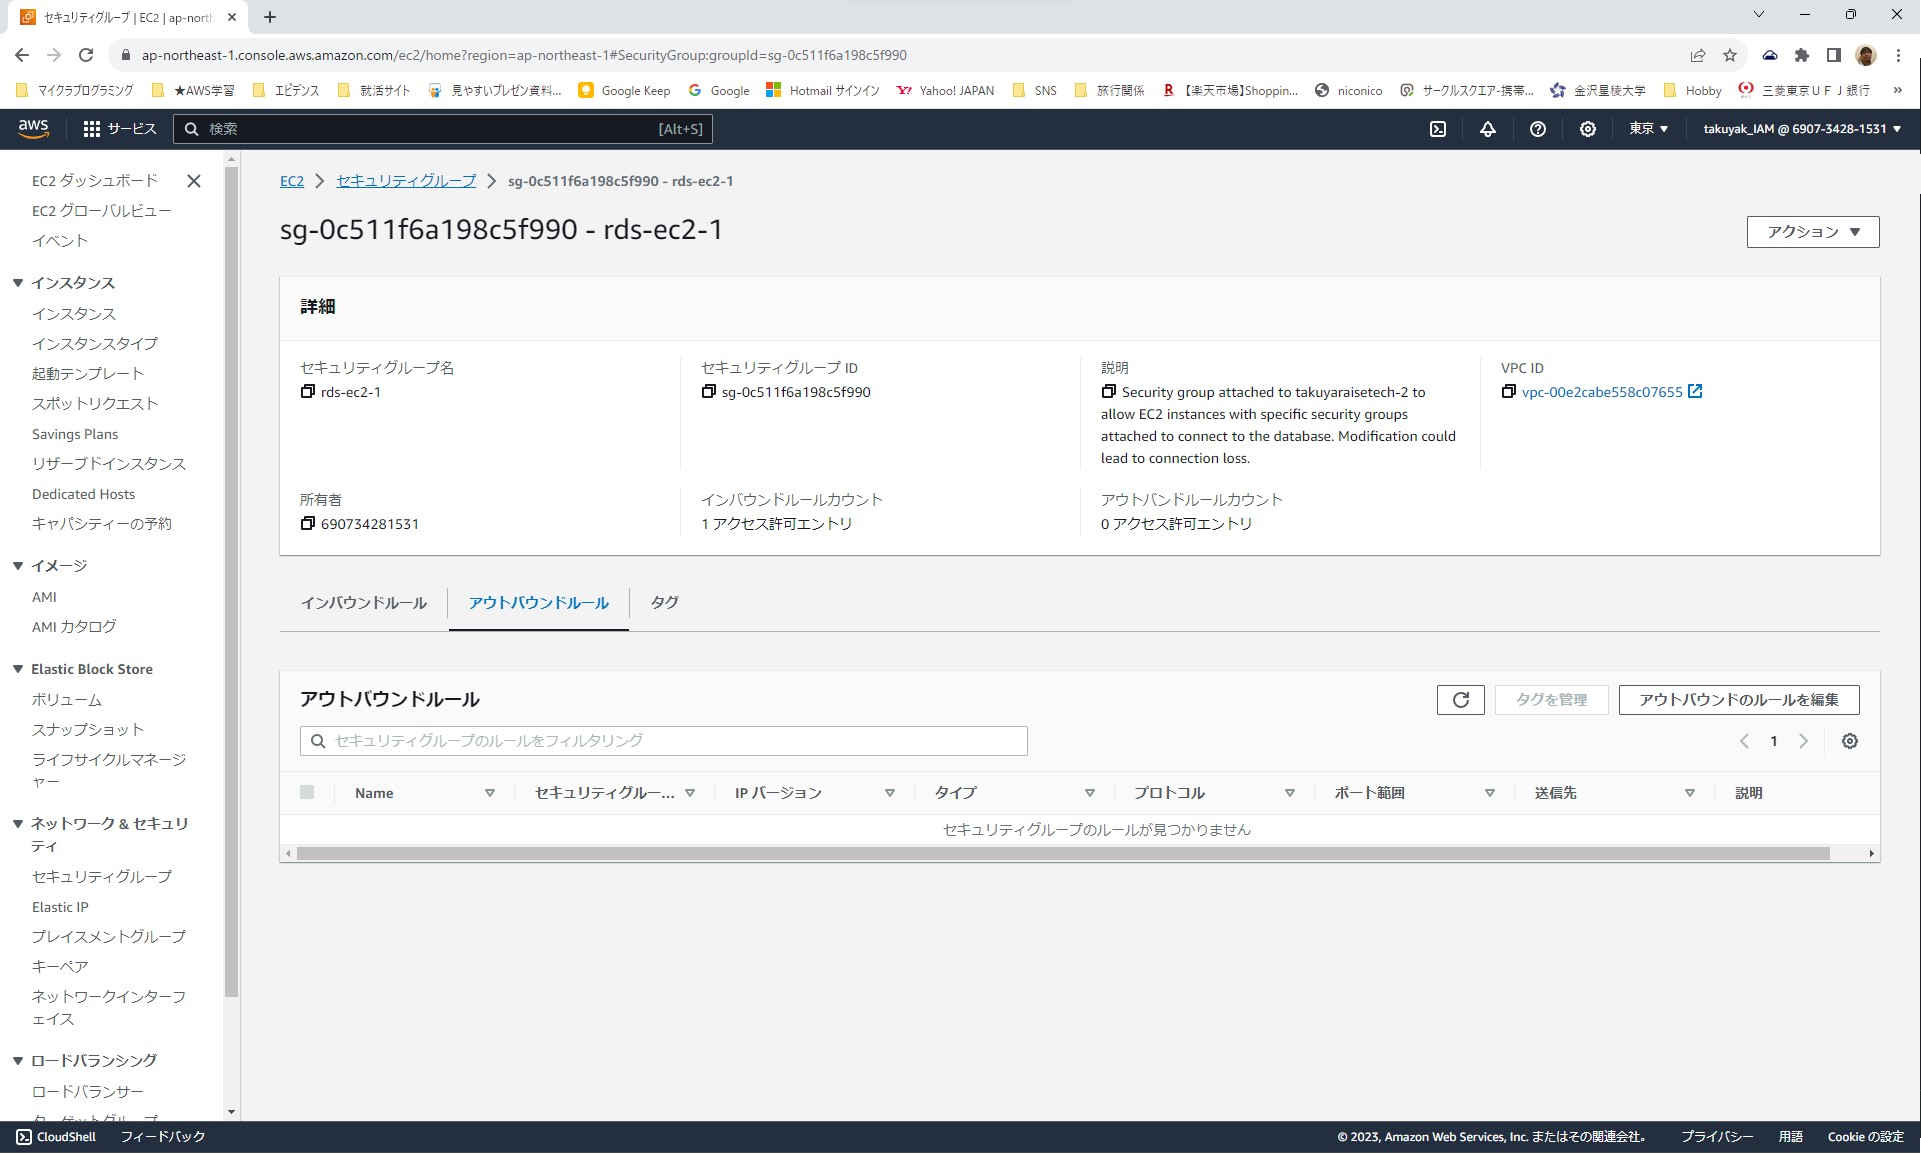 セキュリティグループ | EC2 | ap-north
ap-northeast-1.console.aws.amazon.com/ec2/home?region=ap-northeast-1#SecurityGroup:groupId=sg-0c511f6a198c5f990
マイクラプログラミング ★AWS学習 エビデンス 就活サイト 見やすいプレゼン資料... Google Keep Google Hotmail サインイン Yahoo! JAPAN SNS 旅行関係 【楽天市場】Shoppin... niconico サークルスクエア-携帯... 金沢星稜大学 Hobby 三菱東京ＵＦＪ銀行 »
aws サービス 検索 [Alt+S] 東京 ▼ takuyak_IAM @ 6907-3428-1531 ▼
EC2 ダッシュボード
EC2 グローバルビュー
イベント
インスタンス
インスタンス
インスタンスタイプ
起動テンプレート
スポットリクエスト
Savings Plans
リザーブドインスタンス
Dedicated Hosts
キャパシティーの予約
イメージ
AMI
AMI カタログ
Elastic Block Store
ボリューム
スナップショット
ライフサイクルマネージ
ャー
ネットワーク & セキュリ
ティ
セキュリティグループ
Elastic IP
プレイスメントグループ
キーペア
ネットワークインターフ
ェイス
ロードバランシング
ロードバランサー
ターゲットグループ
EC2 > セキュリティグループ > sg-0c511f6a198c5f990 - rds-ec2-1
sg-0c511f6a198c5f990 - rds-ec2-1
アクション ▼
詳細
セキュリティグループ名
rds-ec2-1
セキュリティグループ ID
sg-0c511f6a198c5f990
説明
Security group attached to takuyaraisetech-2 to
allow EC2 instances with specific security groups
attached to connect to the database. Modification could
lead to connection loss.
VPC ID
vpc-00e2cabe558c07655
所有者
690734281531
インバウンドルールカウント
1 アクセス許可エントリ
アウトバンドルールカウント
0 アクセス許可エントリ
インバウンドルール アウトバウンドルール タグ
アウトバウンドルール
タグを管理 アウトバウンドのルールを編集
セキュリティグループのルールをフィルタリング
1
Name セキュリティグルー... IP バージョン タイプ プロトコル ポート範囲 送信先 説明
セキュリティグループのルールが見つかりません
CloudShell フィードバック © 2023, Amazon Web Services, Inc. またはその関連会社。 プライバシー 用語 Cookie の設定